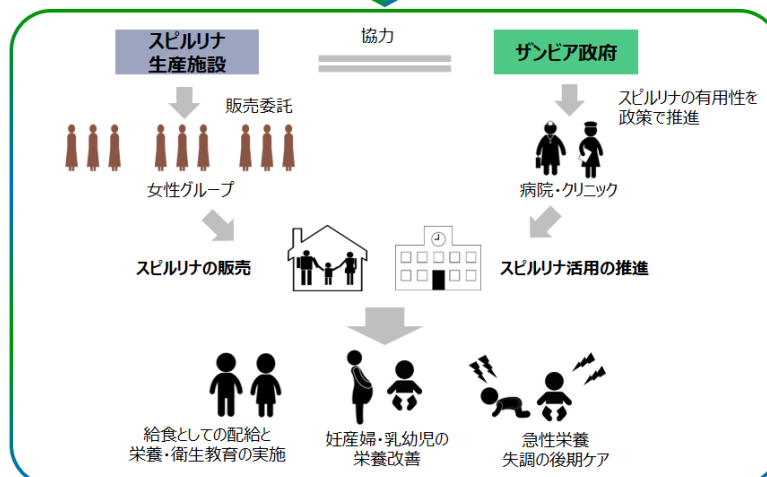 スピルリナ
生産施設
協力
ザンビア政府
販売委託
スピルリナの有用性を
政策で推進
女性グループ
病院・クリニック
スピルリナの販売
スピルリナ活用の推進
給食としての配給と
栄養・衛生教育の実施
妊産婦・乳幼児の
栄養改善
急性栄養
失調の後期ケア